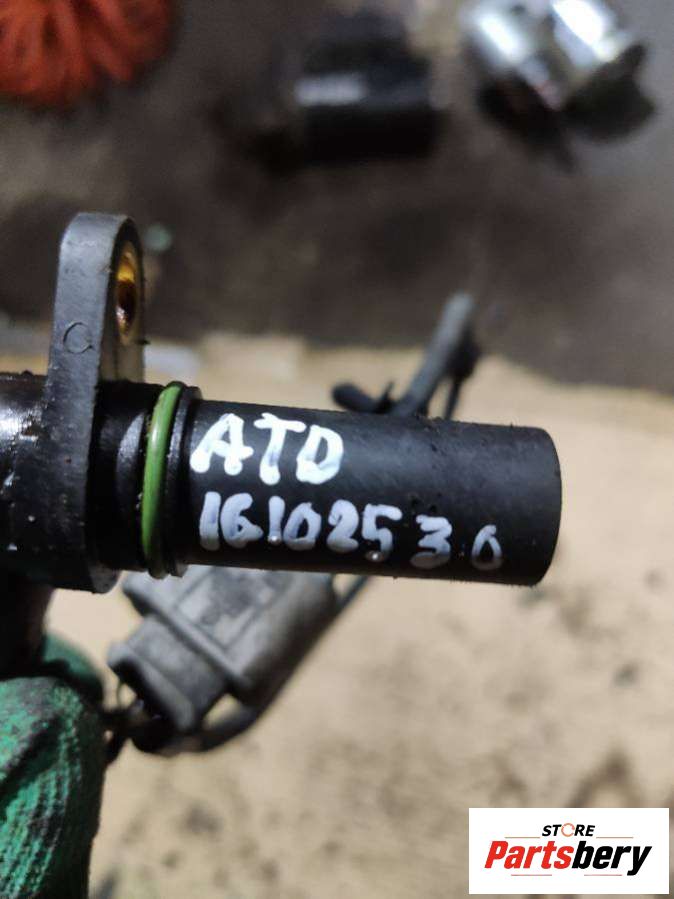 C
ATD
16102530
STORE
Partsbery